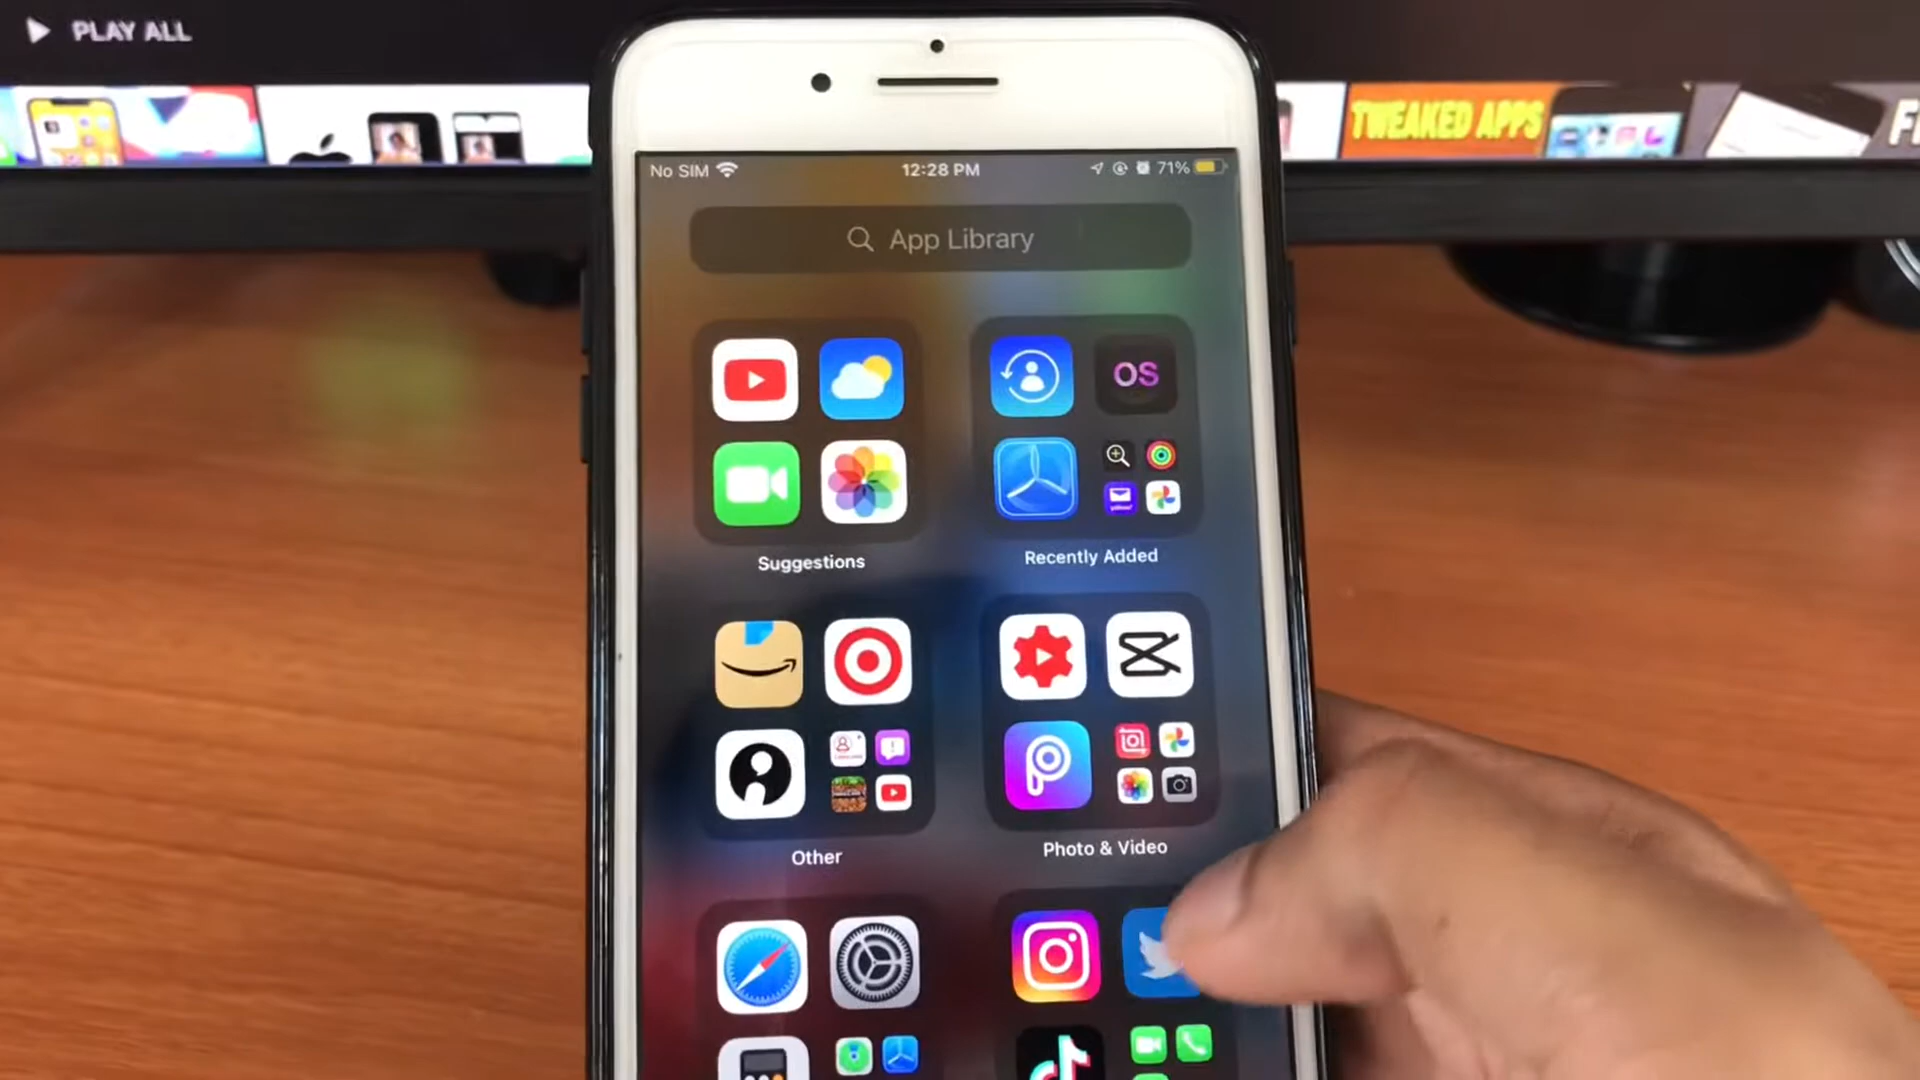 PLAY ALL
TWEAKED APPS
No SIM
12:28 PM
71%
App Library
OS
Suggestions
Recently Added
Other
Photo & Video